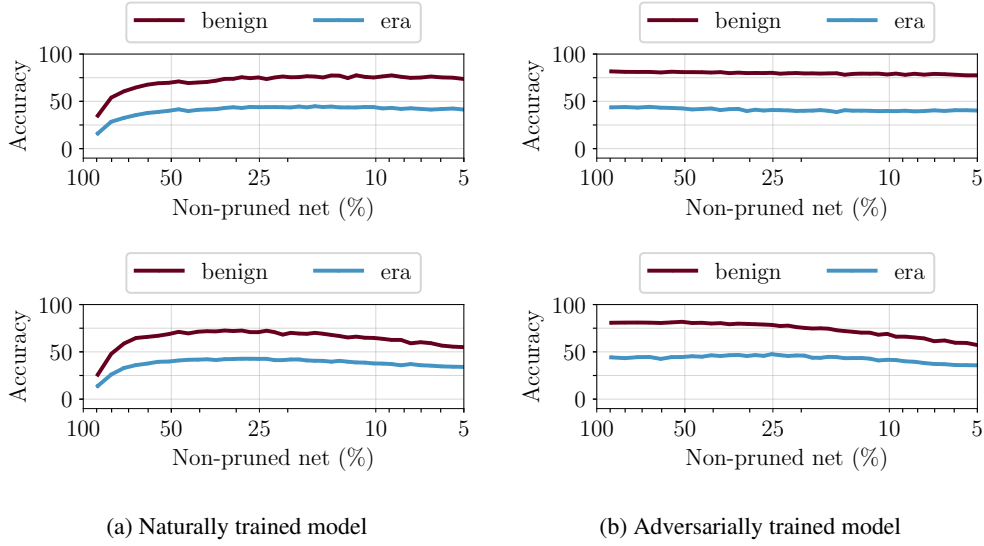 benign era
benign era
100
50
0
Accuracy
100 50 25 10 5
Non-pruned net (%)
100
50
0
Accuracy
100 50 25 10 5
Non-pruned net (%)
benign era
benign era
100
50
0
Accuracy
100 50 25 10 5
Non-pruned net (%)
100
50
0
Accuracy
100 50 25 10 5
Non-pruned net (%)
(a) Naturally trained model
(b) Adversarially trained model